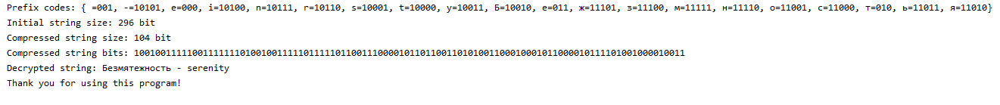 Prefix codes: { =001, -=10101, e=000, i=10100, n=10111, r=10110, s=10001, t=10000, y=10011, Б=10010, е=011, ж=11101, з=11100, м=11111, н=11110, о=11001, с=11000, т=010, ь=11011, я=11010}
Initial string size: 296 bit
Compressed string size: 104 bit
Compressed string bits: 10010011111001111111010010011111011111011001110000101101100110101001100010001011000010111101001000010011
Decrypted string: Безмятежность - serenity
Thank you for using this program!